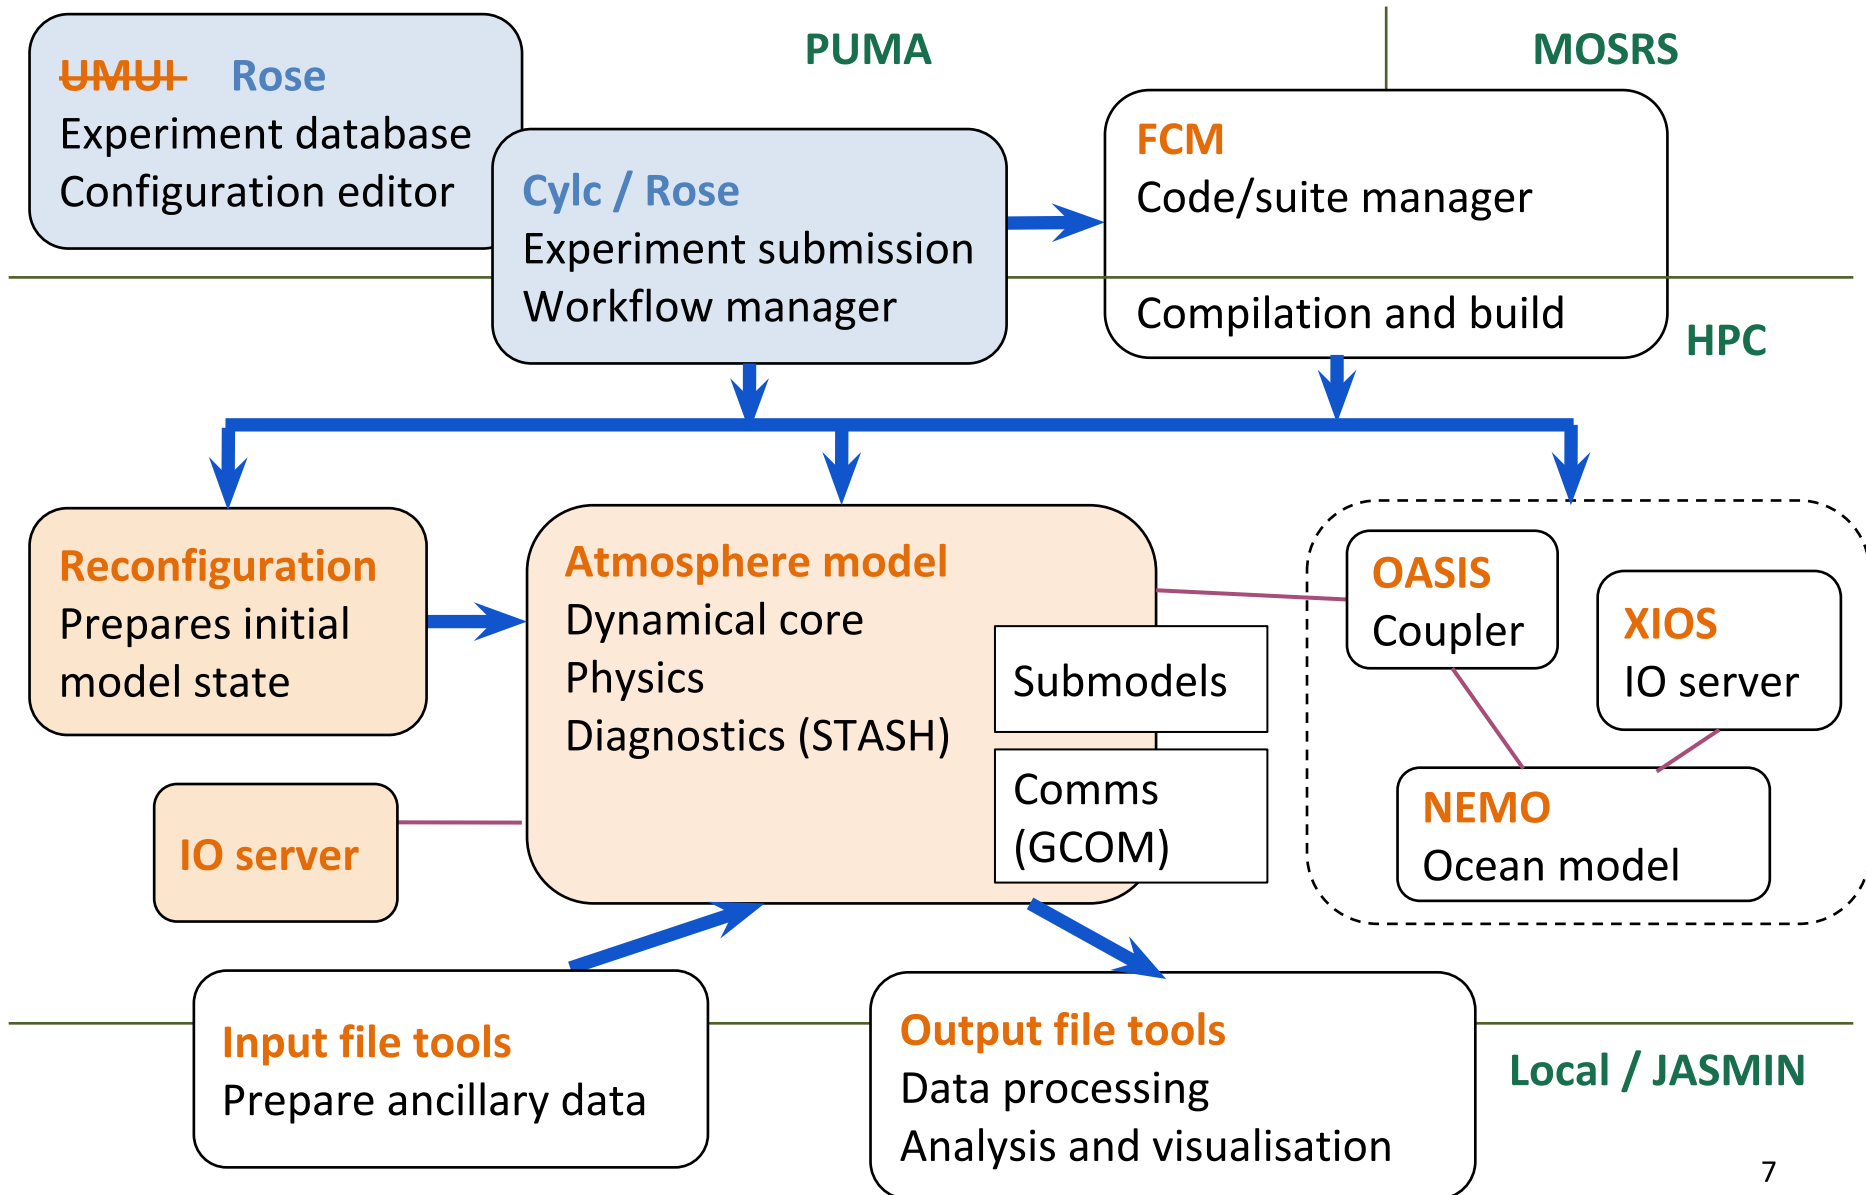 PUMA
MOSRS
UMUI Rose
Experiment database
Configuration editor
Cylc / Rose
Experiment submission
Workflow manager
FCM
Code/suite manager
Compilation and build
HPC
Reconfiguration
Prepares initial
model state
Atmosphere model
Dynamical core
Physics
Diagnostics (STASH)
Submodels
Comms
(GCOM)
OASIS
Coupler
XIOS
IO server
NEMO
Ocean model
IO server
Input file tools
Prepare ancillary data
Output file tools
Data processing
Analysis and visualisation
Local / JASMIN
7